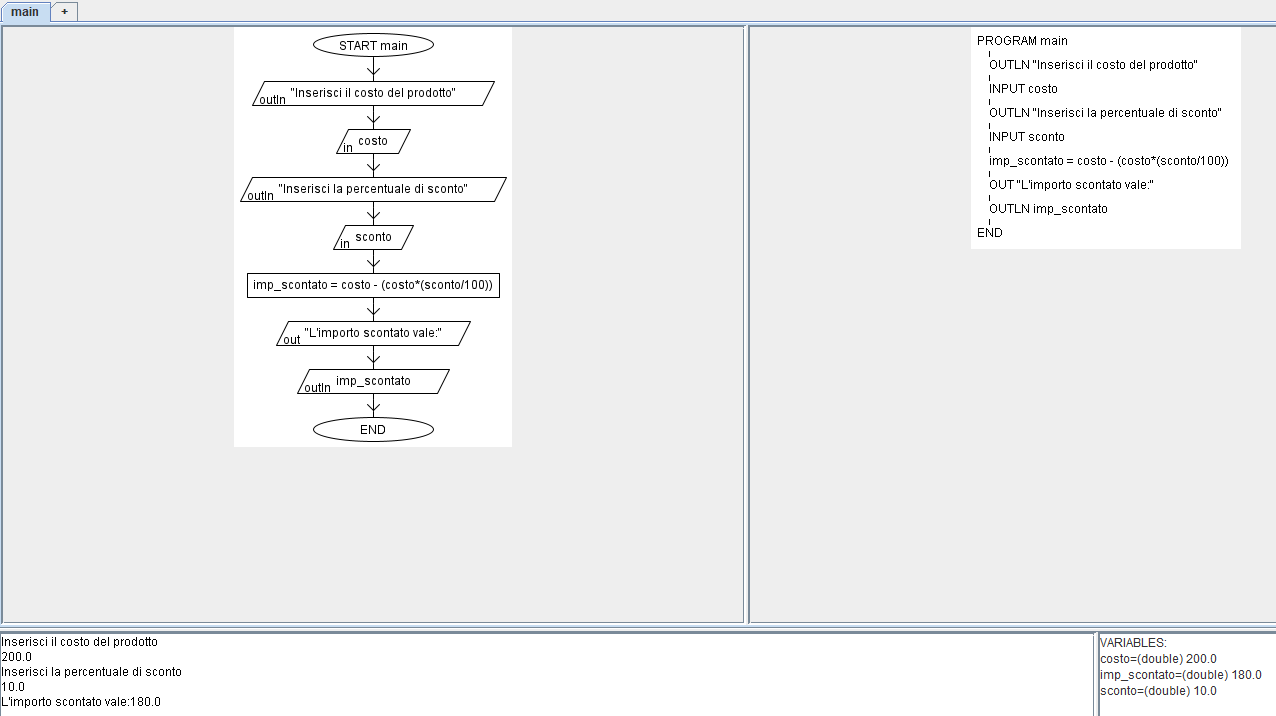 main +
START main
"Inserisci il costo del prodotto"
outln
costo
in
"Inserisci la percentuale di sconto"
outln
sconto
in
imp_scontato = costo - (costo*(sconto/100))
"L'importo scontato vale:"
out
imp_scontato
outln
END
PROGRAM main
OUTLN "Inserisci il costo del prodotto"
INPUT costo
OUTLN "Inserisci la percentuale di sconto"
INPUT sconto
imp_scontato = costo - (costo*(sconto/100))
OUT "L'importo scontato vale:"
OUTLN imp_scontato
END
Inserisci il costo del prodotto
200.0
Inserisci la percentuale di sconto
10.0
L'importo scontato vale:180.0
VARIABLES:
costo=(double) 200.0
imp_scontato=(double) 180.0
sconto=(double) 10.0